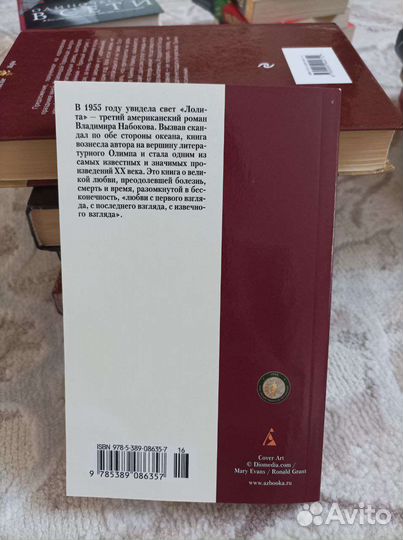 В 1955 году увидела свет «Лоли-
та» — третий американский роман
Владимира Набокова. Вызвав скан-
дал по обе стороны океана, книга
вознесла автора на вершину литера-
турного Олимпа и стала одним из
самых известных и значимых про-
изведений XX века. Это книга о вели-
кой любви, преодолевшей болезнь,
смерть и время, разомкнутой в бес-
конечность, «любви с первого взгля-
да, с последнего взгляда, с извечно-
го взгляда».
ISBN 978-5-389-08635-7
16
9 785389 086357
Cover Art
© Diomedia.com /
Mary Evans / Ronald Grant
www.azbooka.ru
Avito